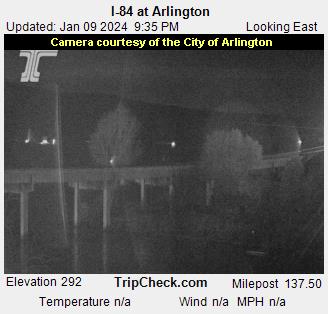 I-84 at Arlington
Updated: Jan 09 2024 9:35 PM Looking East
Camera courtesy of the City of Arlington
Elevation 292 TripCheck.com Milepost 137.50
Temperature n/a Wind n/a MPH n/a